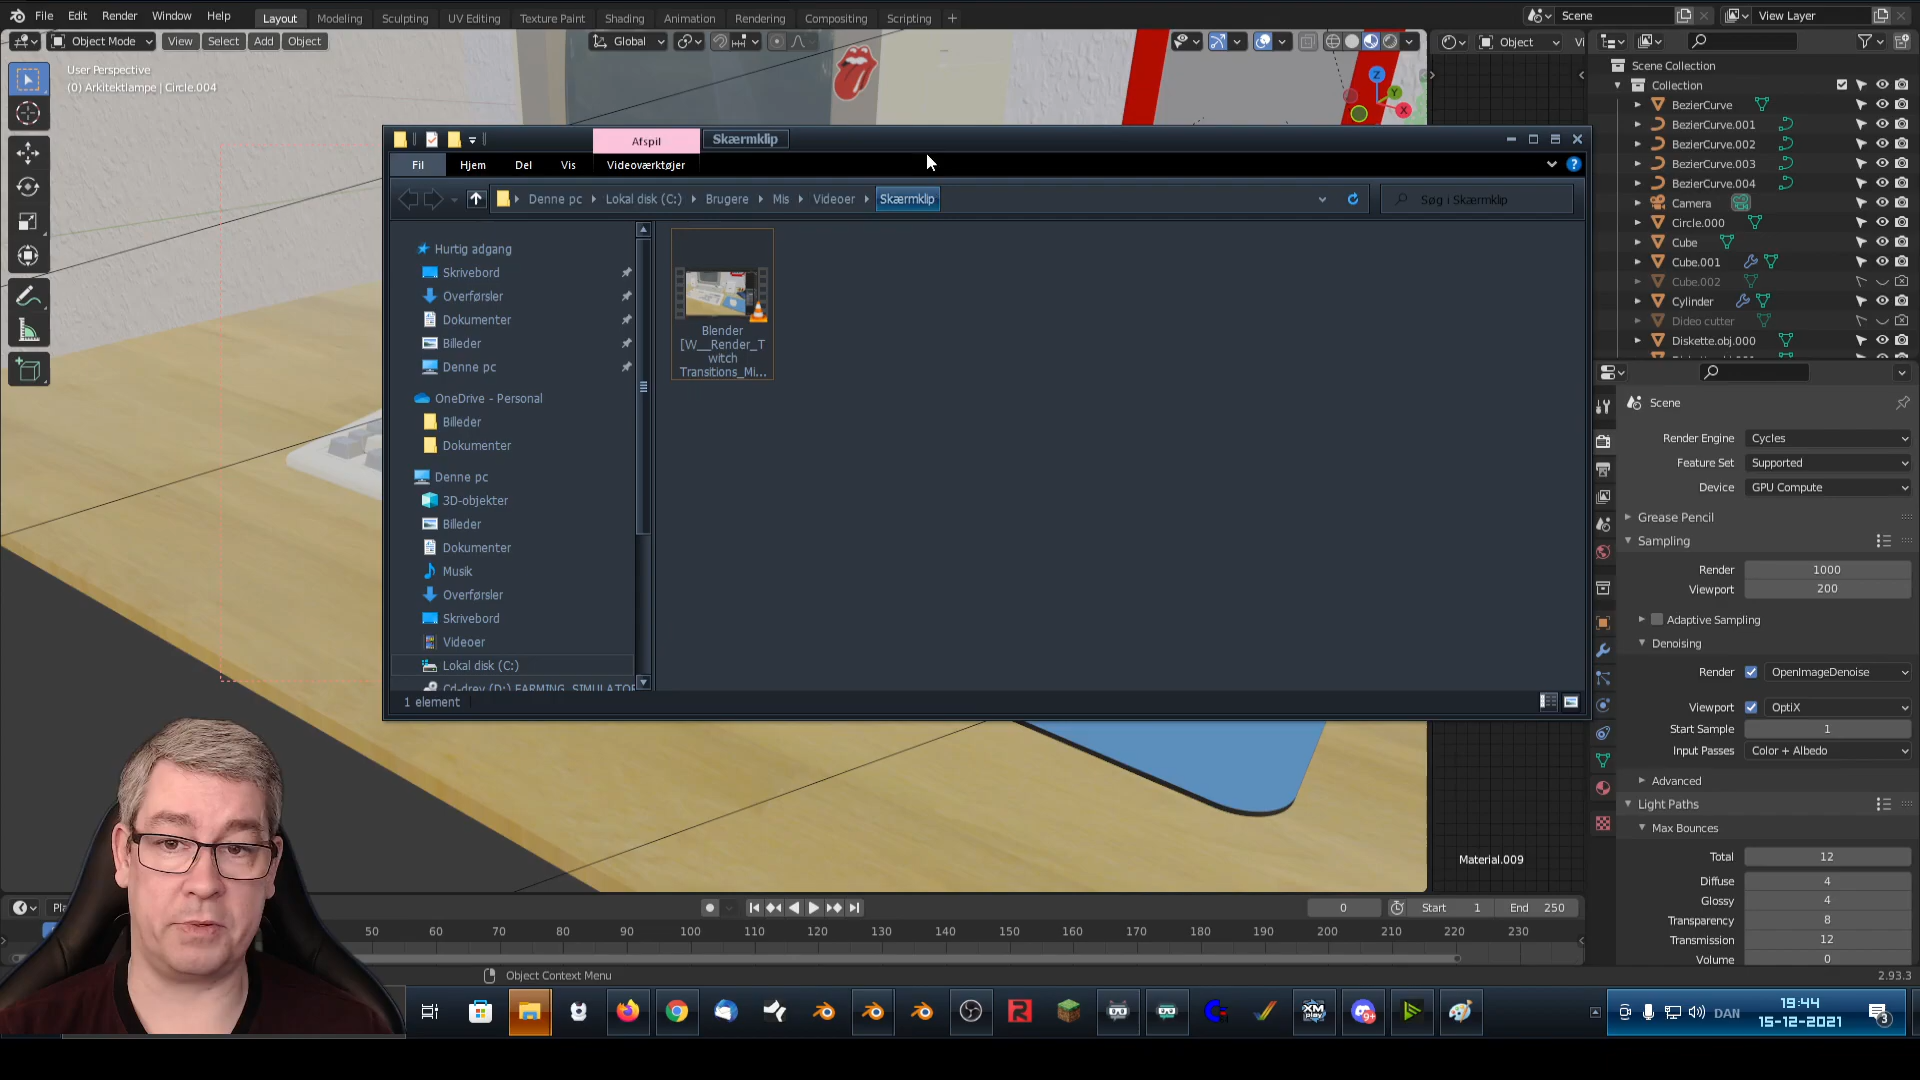 File Edit Render Window Help Layout Modeling Sculpting UV Editing Texture Paint Shading Animation Rendering Compositing Scripting + Scene View Layer
Object Mode View Select Add Object Global Object Vi
User Perspective
(0) Arkitektlampe | Circle.004
Z
Y
X
Afspil
Skærmklip
Fil Hjem Del Vis Videoværktøjer
Denne pc Lokal disk (C:) Brugere Mis Videoer Skærmklip
Søg i Skærmklip
Hurtig adgang
Skrivebord
Overførsler
Dokumenter
Billeder
Denne pc
OneDrive - Personal
Billeder
Dokumenter
Denne pc
3D-objekter
Billeder
Dokumenter
Musik
Overførsler
Skrivebord
Videoer
Lokal disk (C:)
Cd-drev (D:) FARMING_SIMULATOR
1 element
Blender
[W__Render_T
witch
Transitions_Mi...
Scene Collection
Collection
BezierCurve
BezierCurve.001
BezierCurve.002
BezierCurve.003
BezierCurve.004
Camera
Circle.000
Cube
Cube.001
Cube.002
Cylinder
Dideo cutter
Diskette.obj.000
Scene
Render Engine Cycles
Feature Set Supported
Device GPU Compute
Grease Pencil
Sampling
Render 1000
Viewport 200
Adaptive Sampling
Denoising
Render OpenImageDenoise
Viewport OptiX
Start Sample 1
Input Passes Color + Albedo
Advanced
Light Paths
Max Bounces
Total 12
Diffuse 4
Glossy 4
Transparency 8
Transmission 12
Volume 0
Material.009
0 Start 1 End 250
50 60 70 80 90 100 110 120 130 140 150 160 170 180 190 200 210 220 230
Object Context Menu
2.93.3
XM
play
9+
DAN
19:44
15-12-2021
3